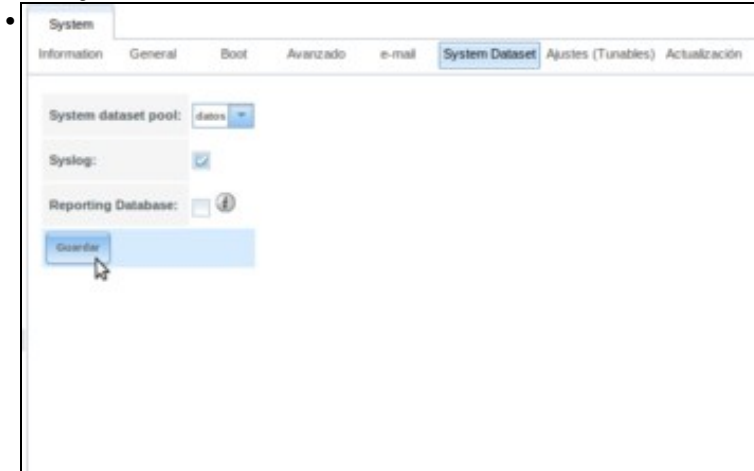 System
Information General Boot Avanzado e-mail System Dataset Ajustes (Tunables) Actualización
System dataset pool: datos
Syslog:
Reporting Database:
Guardar